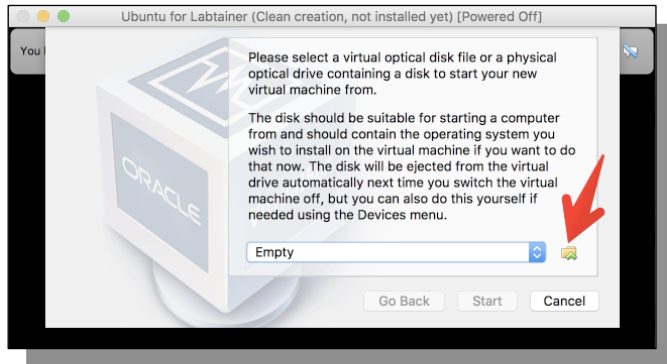 Ubuntu for Labtainer (Clean creation, not installed yet) [Powered Off]
You
Please select a virtual optical disk file or a physical
optical drive containing a disk to start your new
virtual machine from.
The disk should be suitable for starting a computer
from and should contain the operating system you
wish to install on the virtual machine if you want to do
that now. The disk will be ejected from the virtual
drive automatically next time you switch the virtual
machine off, but you can also do this yourself if
needed using the Devices menu.
ORACLE
Empty
Go Back
Start
Cancel